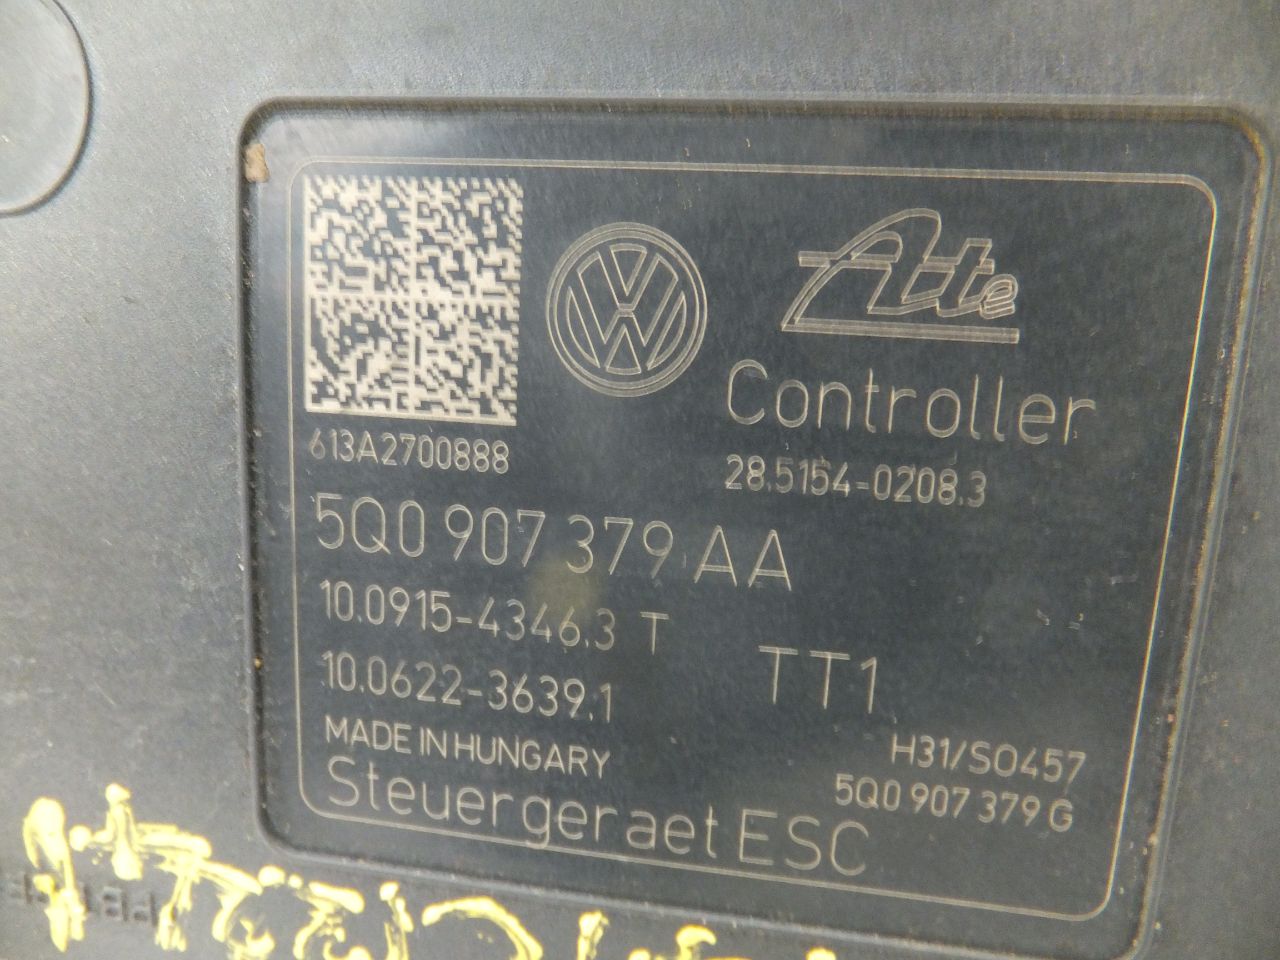 Ate
Controller
28.5154-0208.3
613A2700888
5Q0 907 379 AA
10.0915-4346.3 T
10.0622-3639.1
TT1
MADE IN HUNGARY
H31/S0457
5Q0 907 379 G
Steuergeraet ESC